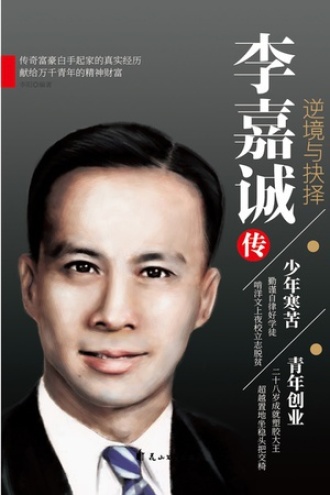 传奇富豪白手起家的真实经历
献给万千青年的精神财富
李嘉诚
传
逆境与抉择
少年寒苦
勤谨自律好学徒
啃洋文上夜校立志脱贫
青年创业
二十八岁成就塑胶大王
超越置地坐稳头把交椅